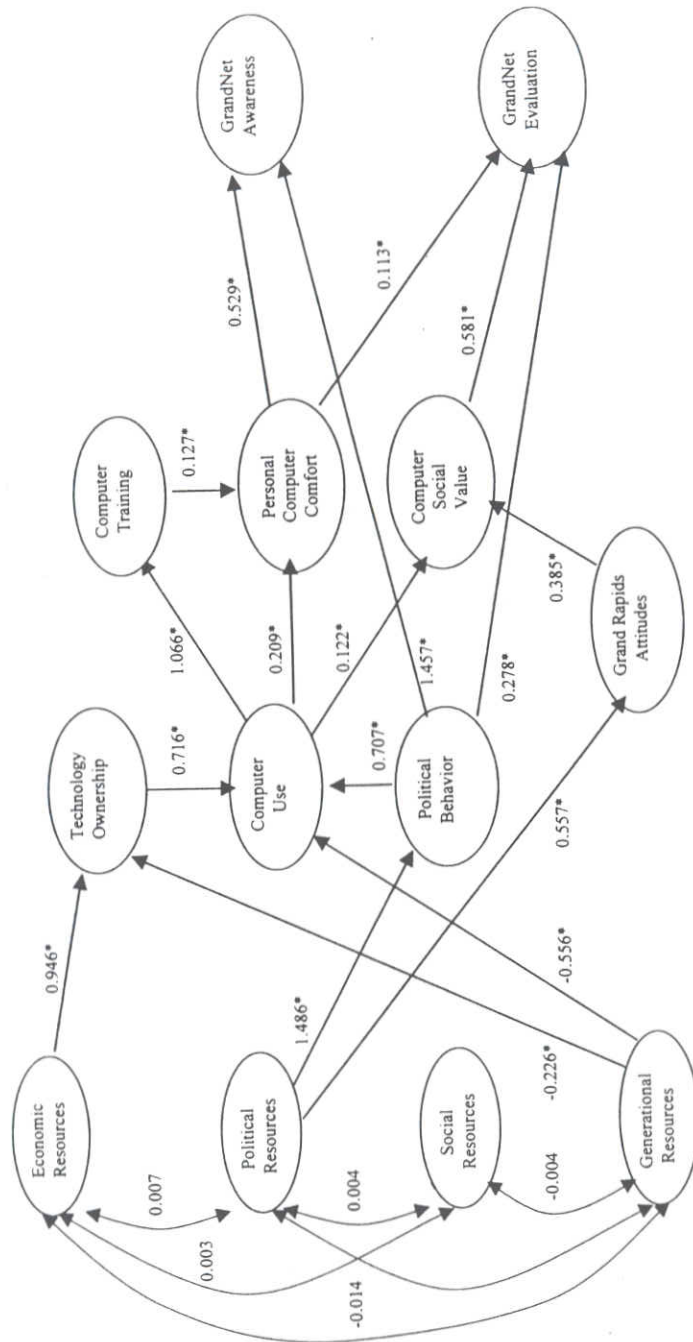 Economic
Resources
Political
Resources
Social
Resources
Generational
Resources
0.007
0.003
0.004
-0.004
-0.014
0.946*
1.486*
-0.226*
-0.556*
0.557*
Technology
Ownership
0.716*
Computer
Use
0.707*
Political
Behavior
1.066*
0.209*
0.122*
1.457*
0.278*
Grand Rapids
Attitudes
0.385*
Computer
Training
0.127*
Personal
Computer
Comfort
Computer
Social
Value
0.529*
0.113*
0.581*
GrandNet
Awareness
GrandNet
Evaluation